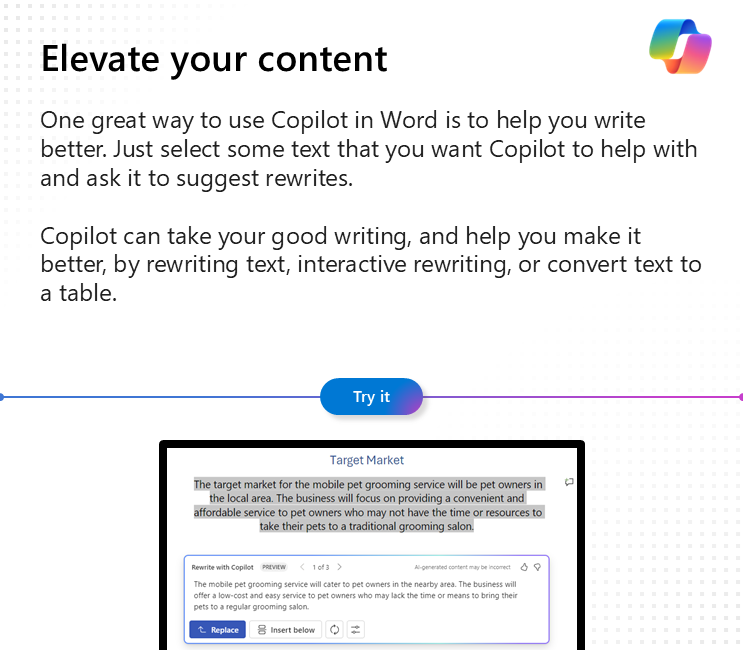 Elevate your content
One great way to use Copilot in Word is to help you write
better. Just select some text that you want Copilot to help with
and ask it to suggest rewrites.
Copilot can take your good writing, and help you make it
better, by rewriting text, interactive rewriting, or convert text to
a table.
Try it
Target Market
The target market for the mobile pet grooming service will be pet owners in
the local area. The business will focus on providing a convenient and
affordable service to pet owners who may not have the time or resources to
take their pets to a traditional grooming salon.
Rewrite with Copilot PREVIEW 1 of 3 AI-generated content may be incorrect
The mobile pet grooming service will cater to pet owners in the nearby area. The business will
offer a low-cost and easy service to pet owners who may lack the time or means to bring their
pets to a regular grooming salon.
Replace Insert below